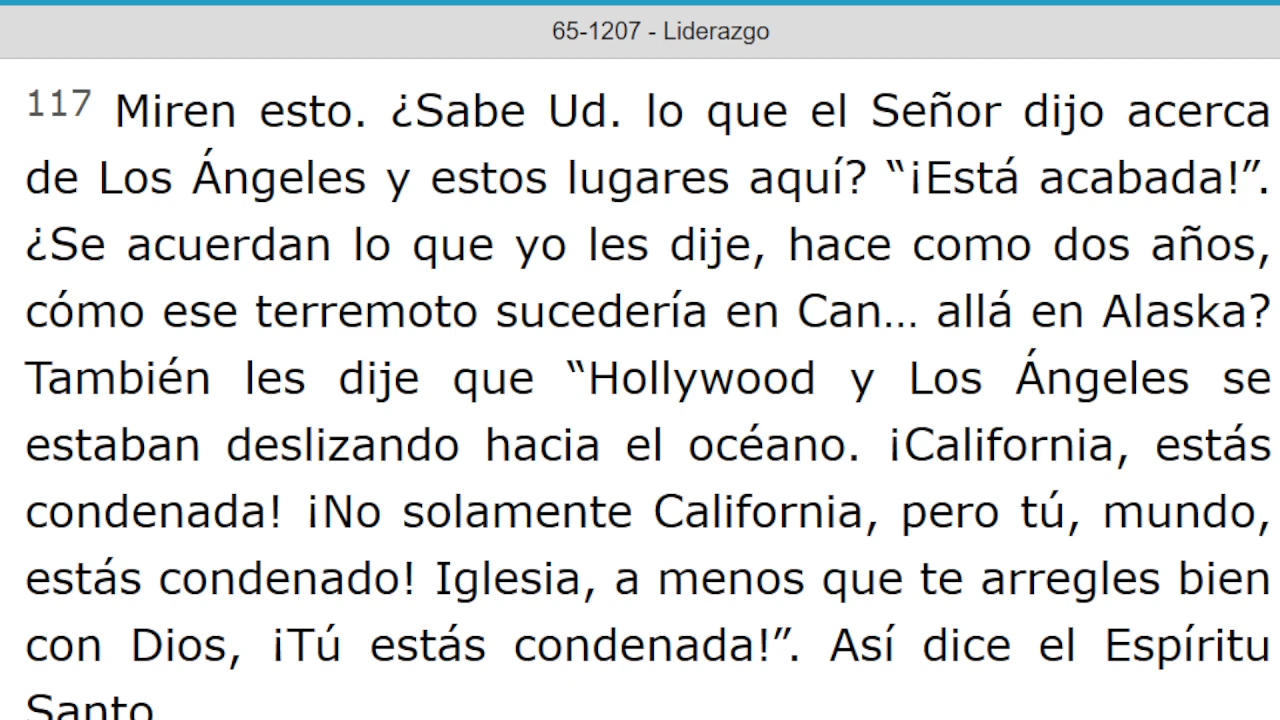 65-1207 - Liderazgo
117 Miren esto. ¿Sabe Ud. lo que el Señor dijo acerca
de Los Ángeles y estos lugares aquí? “¡Está acabada!”.
¿Se acuerdan lo que yo les dije, hace como dos años,
cómo ese terremoto sucedería en Can… allá en Alaska?
También les dije que “Hollywood y Los Ángeles se
estaban deslizando hacia el océano. ¡California, estás
condenada! ¡No solamente California, pero tú, mundo,
estás condenado! Iglesia, a menos que te arregles bien
con Dios, ¡Tú estás condenada!”. Así dice el Espíritu
Santo